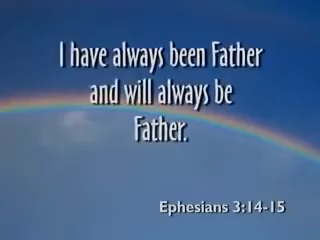 I have always been Father
and will always be
Father.
Ephesians 3:14-15